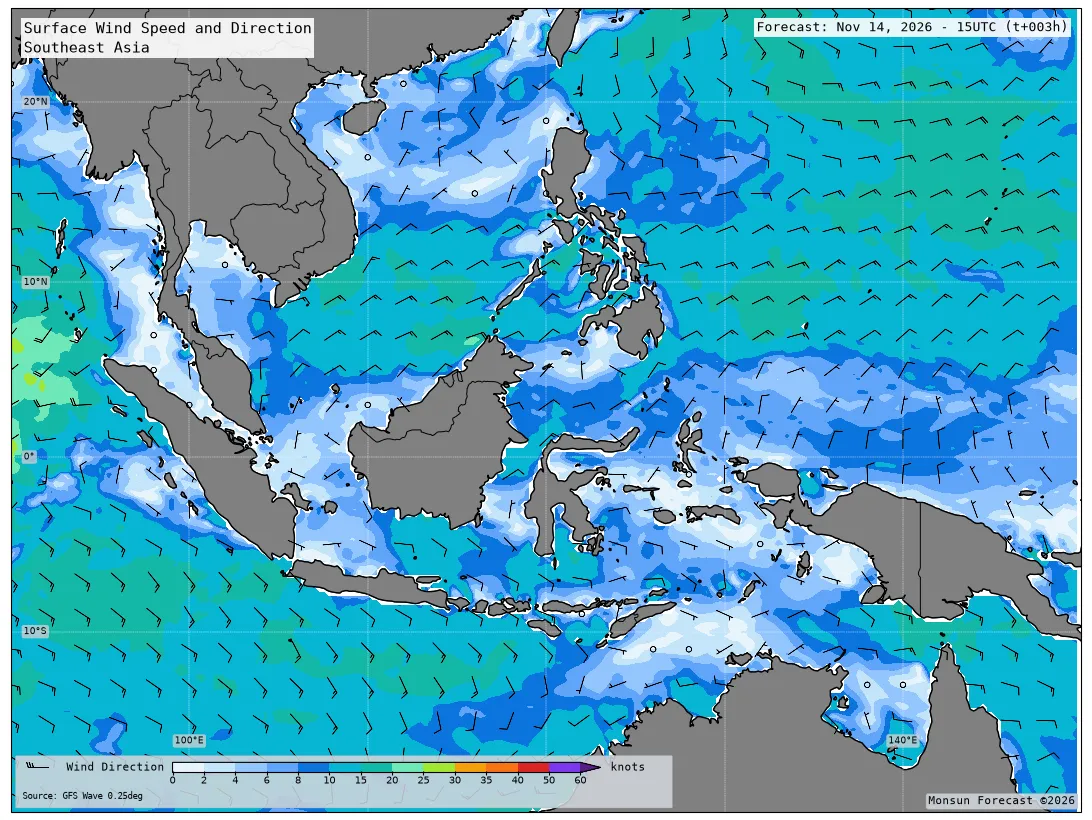 Surface Wind Speed and Direction
Southeast Asia
Forecast: Nov 14, 2026 - 15UTC (t+003h)
20°N
10°N
0°
10°S
100°E
140°E
Wind Direction
0 2 4 6 8 10 15 20 25 30 35 40 50 60
knots
Source: GFS Wave 0.25deg
Monsun Forecast ©2026